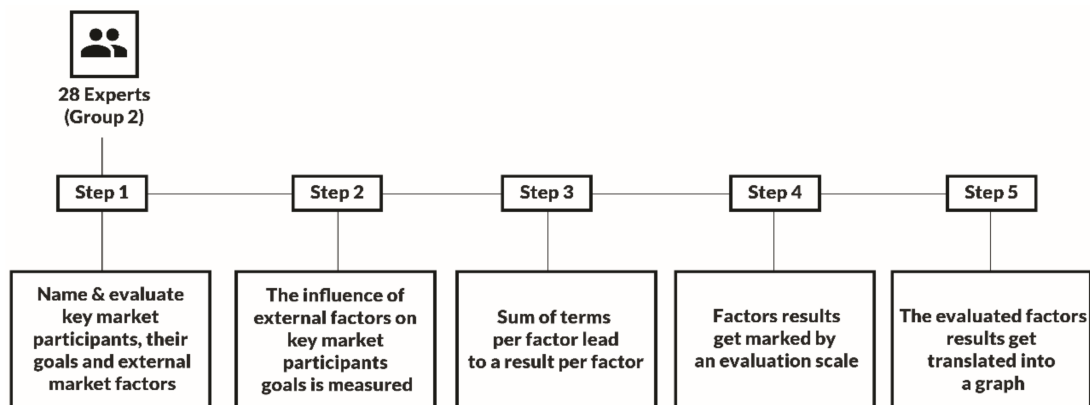 28 Experts
(Group 2)
Step 1
Step 2
Step 3
Step 4
Step 5
Name & evaluate
key market
participants, their
goals and external
market factors
The influence of
external factors on
key market
participants
goals is measured
Sum of terms
per factor lead
to a result per factor
Factors results
get marked by
an evaluation scale
The evaluated factors
results get
translated into
a graph